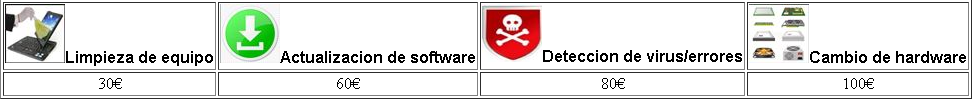 Limpieza de equipo Actualizacion de software Deteccion de virus/errores Cambio de hardware
30€ 60€ 80€ 100€